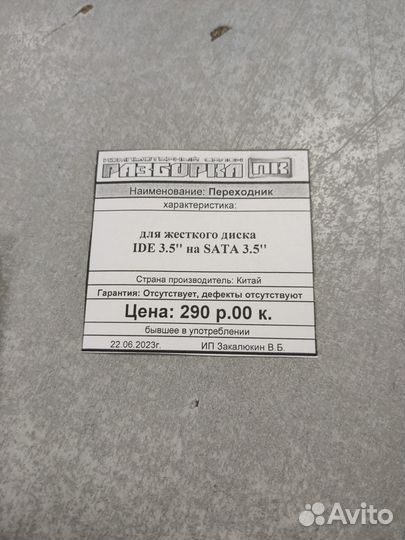 КОМПЬЮТЕРНЫЙ САЛОН
РАЗБОРКА ПК
Наименование: Переходник
характеристика:
для жесткого диска
IDE 3.5'' на SATA 3.5''
Страна производитель: Китай
Гарантия: Отсутствует, дефекты отсутствуют
Цена: 290 р.00 к.
бывшее в употреблении
22.06.2023г. ИП Закалюкин В.Б.
Avito